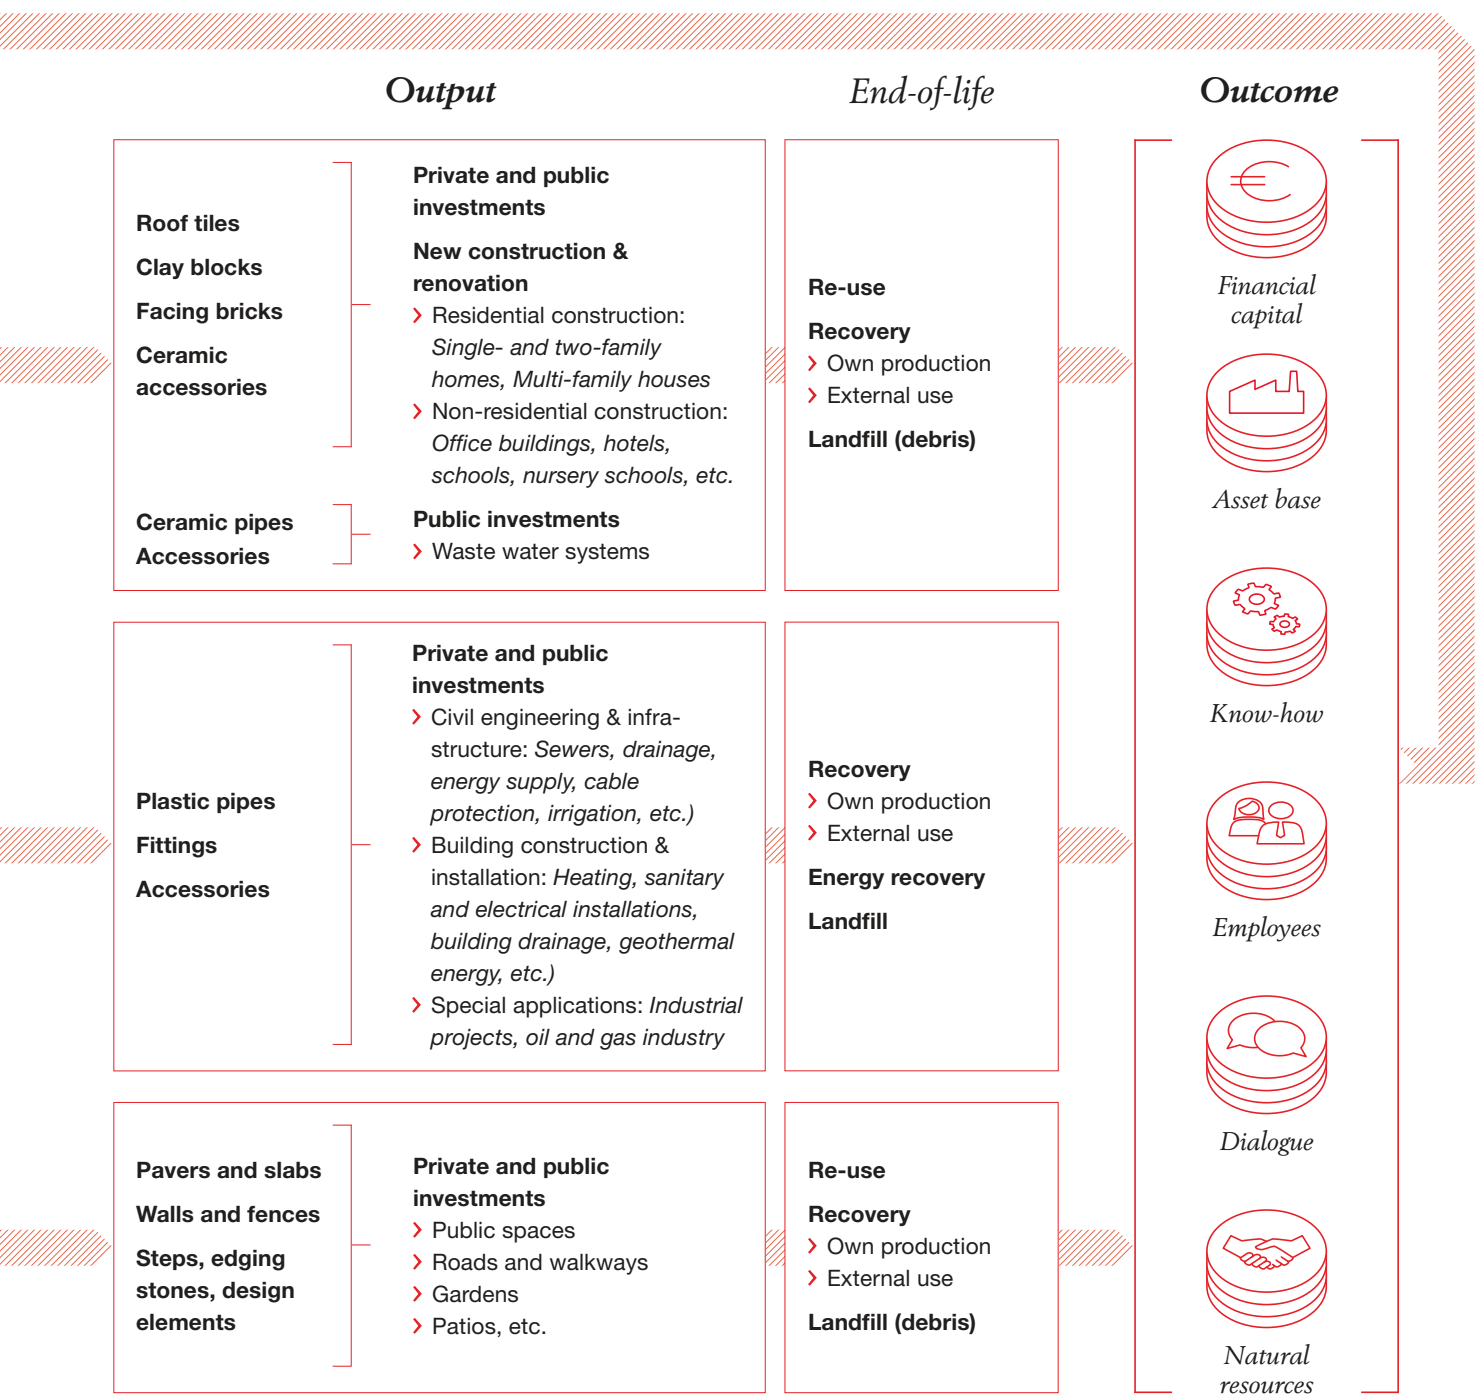 Output
End-of-life
Outcome
Roof tiles
Clay blocks
Facing bricks
Ceramic
accessories
Private and public
investments
New construction &
renovation
Residential construction:
Single- and two-family
homes, Multi-family houses
Non-residential construction:
Office buildings, hotels,
schools, nursery schools, etc.
Ceramic pipes
Accessories
Public investments
Waste water systems
Re-use
Recovery
Own production
External use
Landfill (debris)
Plastic pipes
Fittings
Accessories
Private and public
investments
Civil engineering & infra-
structure: Sewers, drainage,
energy supply, cable
protection, irrigation, etc.)
Building construction &
installation: Heating, sanitary
and electrical installations,
building drainage, geothermal
energy, etc.)
Special applications: Industrial
projects, oil and gas industry
Recovery
Own production
External use
Energy recovery
Landfill
Pavers and slabs
Walls and fences
Steps, edging
stones, design
elements
Private and public
investments
Public spaces
Roads and walkways
Gardens
Patios, etc.
Re-use
Recovery
Own production
External use
Landfill (debris)
Financial
capital
Asset base
Know-how
Employees
Dialogue
Natural
resources